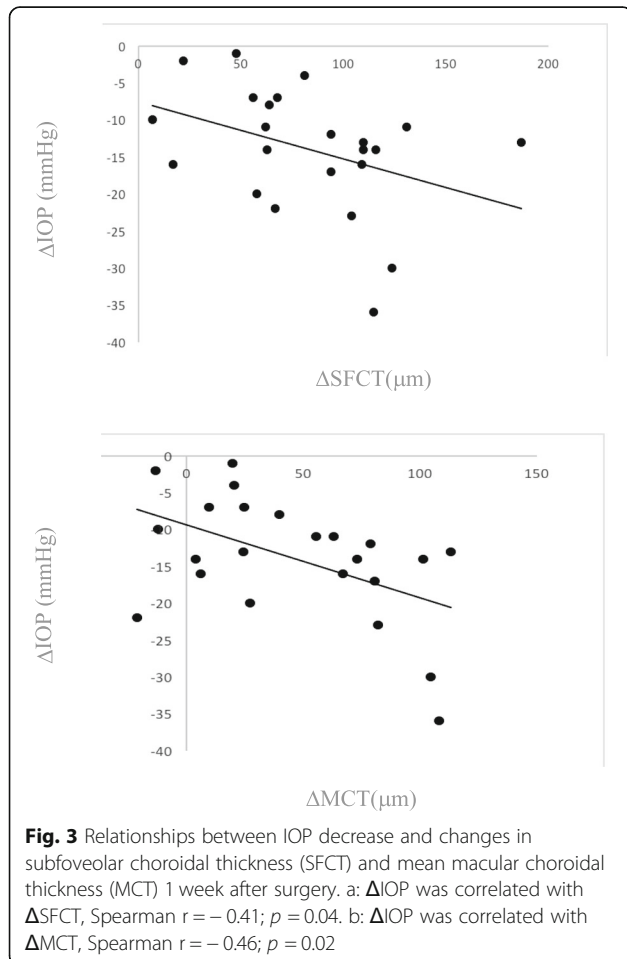 0
-5
-10
-15
-20
-25
-30
-35
-40
0 50 100 150 200
ΔIOP (mmHg)
ΔSFCT(μm)
0
-5
-10
-15
-20
-25
-30
-35
-40
0 50 100 150
ΔIOP (mmHg)
ΔMCT(μm)
Fig. 3 Relationships between IOP decrease and changes in
subfoveolar choroidal thickness (SFCT) and mean macular choroidal
thickness (MCT) 1 week after surgery. a: ΔIOP was correlated with
ΔSFCT, Spearman r = − 0.41; p = 0.04. b: ΔIOP was correlated with
ΔMCT, Spearman r = − 0.46; p = 0.02